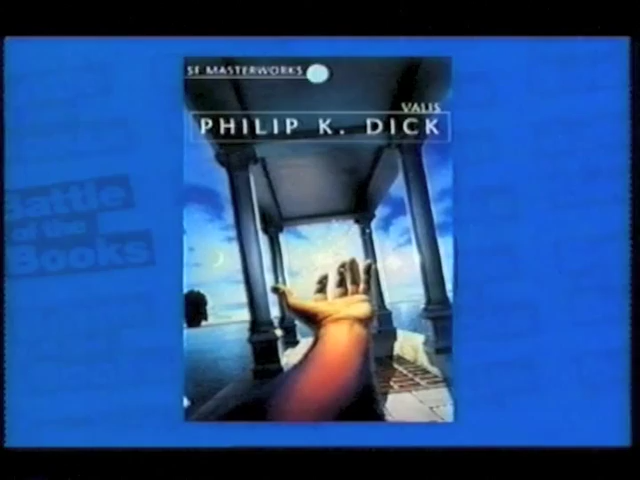 SF MASTERWORKS
VALIS
PHILIP K. DICK
Battle
of the
Books